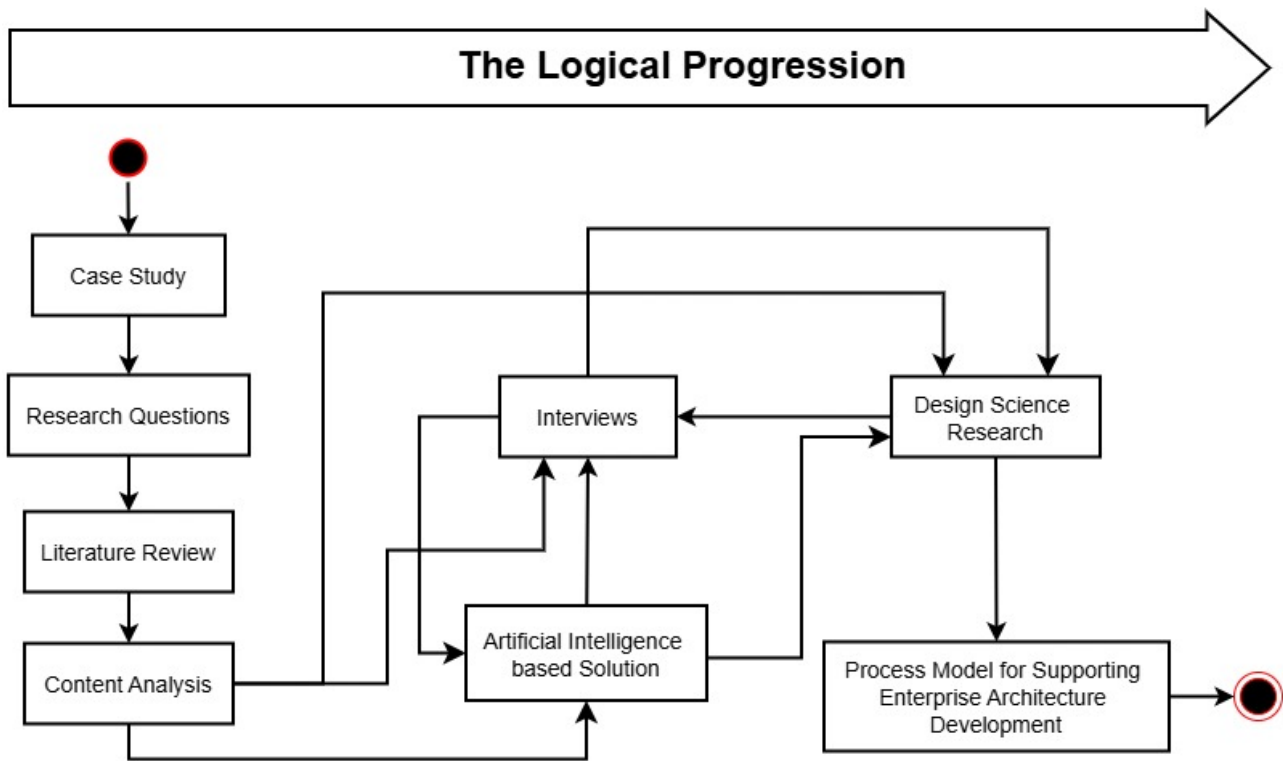 The Logical Progression
Case Study
Research Questions
Literature Review
Content Analysis
Interviews
Artificial Intelligence
based Solution
Design Science
Research
Process Model for Supporting
Enterprise Architecture
Development